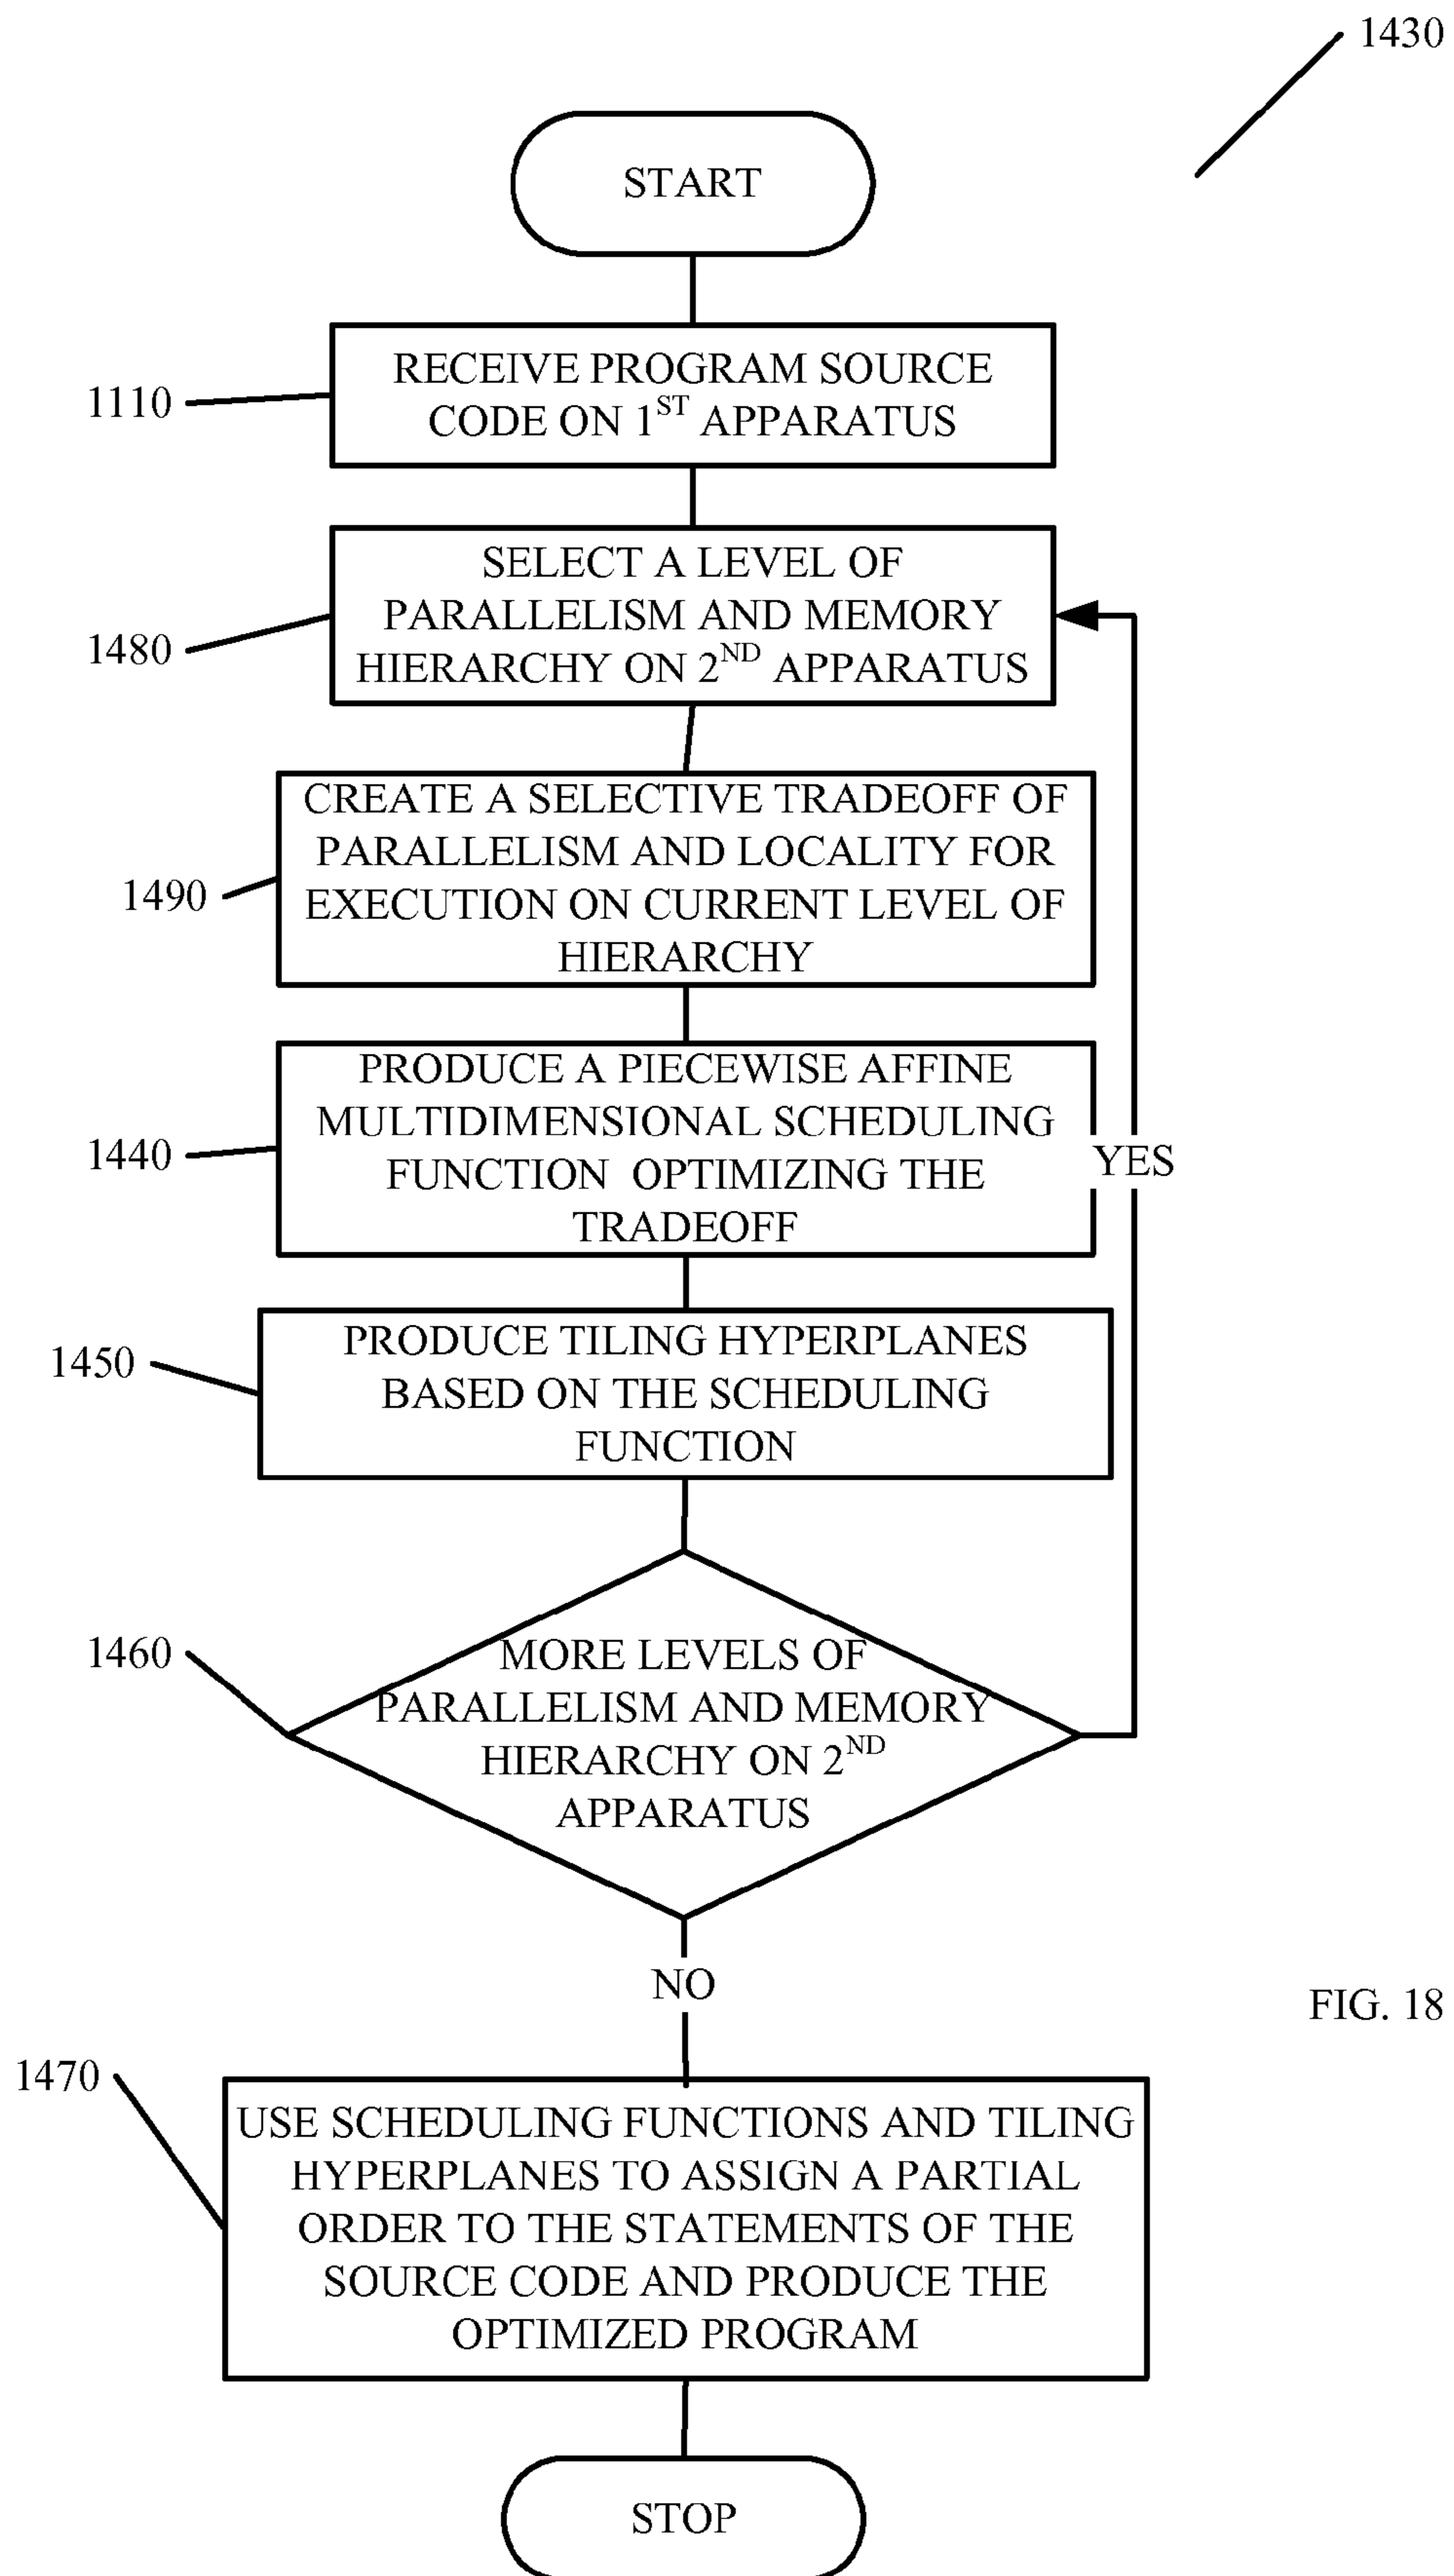 1430
START
1110
RECEIVE PROGRAM SOURCE
CODE ON 1ST APPARATUS
1480
SELECT A LEVEL OF
PARALLELISM AND MEMORY
HIERARCHY ON 2ND APPARATUS
1490
CREATE A SELECTIVE TRADEOFF OF
PARALLELISM AND LOCALITY FOR
EXECUTION ON CURRENT LEVEL OF
HIERARCHY
1440
PRODUCE A PIECEWISE AFFINE
MULTIDIMENSIONAL SCHEDULING
FUNCTION OPTIMIZING THE
TRADEOFF
YES
1450
PRODUCE TILING HYPERPLANES
BASED ON THE SCHEDULING
FUNCTION
1460
MORE LEVELS OF
PARALLELISM AND MEMORY
HIERARCHY ON 2ND
APPARATUS
NO
FIG. 18
1470
USE SCHEDULING FUNCTIONS AND TILING
HYPERPLANES TO ASSIGN A PARTIAL
ORDER TO THE STATEMENTS OF THE
SOURCE CODE AND PRODUCE THE
OPTIMIZED PROGRAM
STOP